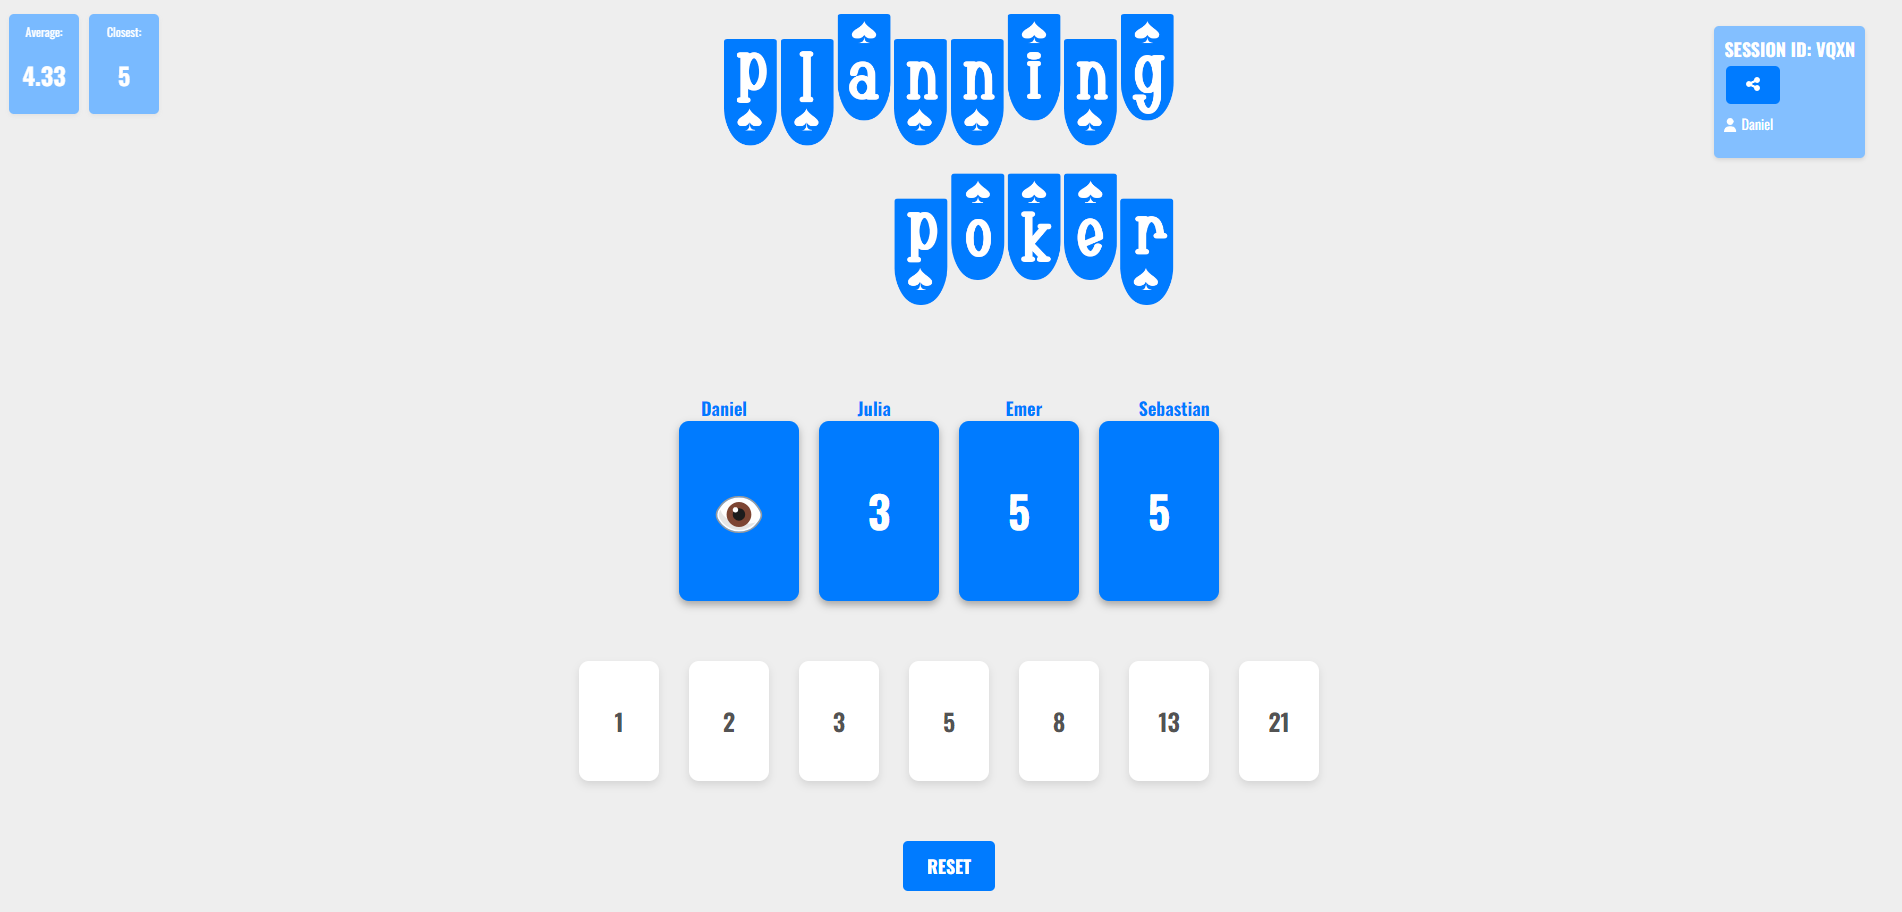 Average:
4.33
Closest:
5
planning
poker
SESSION ID: VQXN
Daniel
Daniel
Julia
Emer
Sebastian
3
5
5
1
2
3
5
8
13
21
RESET